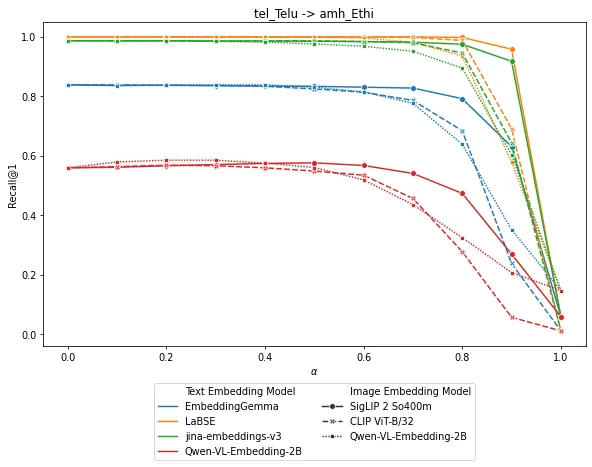 tel_Telu -> amh_Ethi
Recall@1
1.0
0.8
0.6
0.4
0.2
0.0
0.0 0.2 0.4 0.6 0.8 1.0
α
Text Embedding Model Image Embedding Model
EmbeddingGemma SigLIP 2 So400m
LaBSE CLIP ViT-B/32
jina-embeddings-v3 Qwen-VL-Embedding-2B
Qwen-VL-Embedding-2B